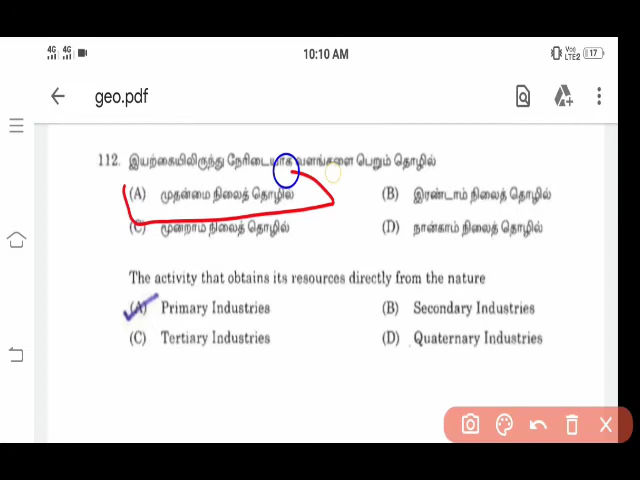 4G 4G 10:10 AM Vo) LTE2 17
geo.pdf
112. இயற்கையிலிருந்து நேரிடையாக வளங்களை பெறும் தொழில்
(A) முதன்மை நிலைத் தொழில் (B) இரண்டாம் நிலைத் தொழில்
(C) மூன்றாம் நிலைத் தொழில் (D) நான்காம் நிலைத் தொழில்
The activity that obtains its resources directly from the nature
(A) Primary Industries (B) Secondary Industries
(C) Tertiary Industries (D) Quaternary Industries